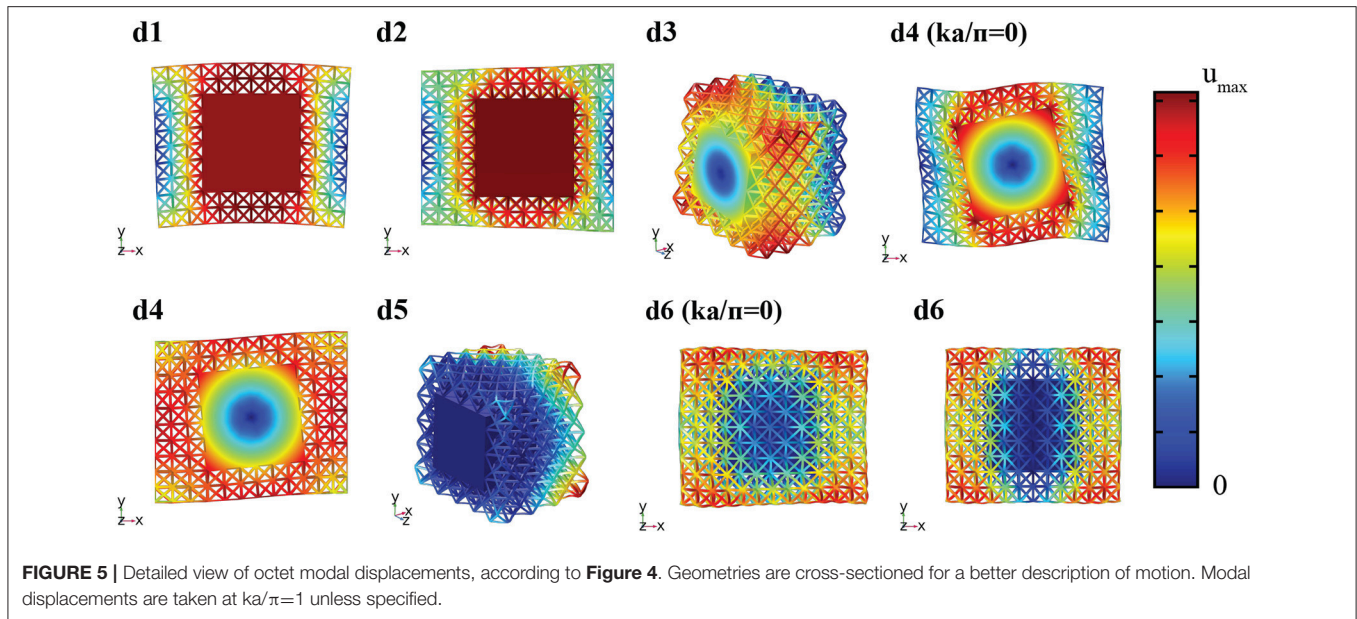 d1
d2
d3
d4 (ka/π=0)
u_max
y
z x
y
z x
y
x
z
y
z x
d4
d5
d6 (ka/π=0)
d6
y
z x
y
x
z
y
z x
y
z x
0
FIGURE 5 | Detailed view of octet modal displacements, according to Figure 4. Geometries are cross-sectioned for a better description of motion. Modal
displacements are taken at ka/π=1 unless specified.